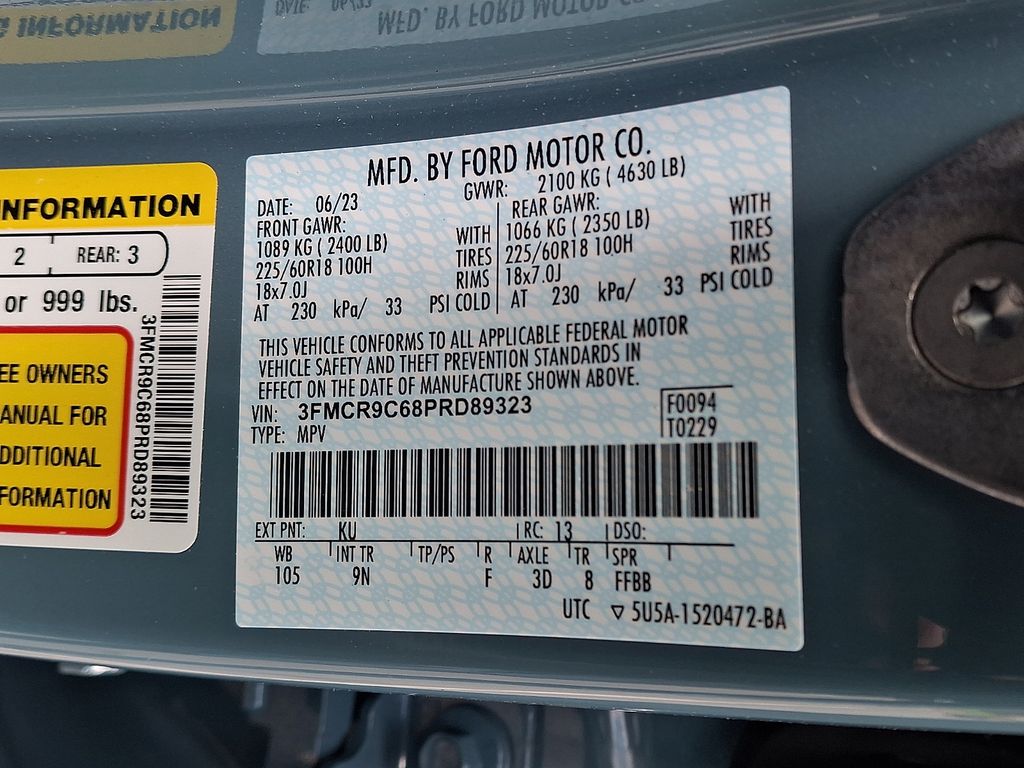 INFORMATION
2 REAR: 3
or 999 lbs.
EE OWNERS
ANUAL FOR
DDITIONAL
FORMATION
3FMCR9C68PRD89323
MFD. BY FORD MOTOR CO.
DATE: 06/23 GVWR: 2100 KG ( 4630 LB)
FRONT GAWR: REAR GAWR:
1089 KG ( 2400 LB) WITH 1066 KG ( 2350 LB) WITH
225/60R18 100H TIRES 225/60R18 100H TIRES
18x7.0J RIMS 18x7.0J RIMS
AT 230 kPa/ 33 PSI COLD AT 230 kPa/ 33 PSI COLD
THIS VEHICLE CONFORMS TO ALL APPLICABLE FEDERAL MOTOR
VEHICLE SAFETY AND THEFT PREVENTION STANDARDS IN
EFFECT ON THE DATE OF MANUFACTURE SHOWN ABOVE.
VIN: 3FMCR9C68PRD89323 F0094
TYPE: MPV T0229
EXT PNT: KU RC: 13 DSO:
WB INT TR TP/PS R AXLE TR SPR
105 9N F 3D 8 FFBB
UTC ▽ 5U5A-1520472-BA